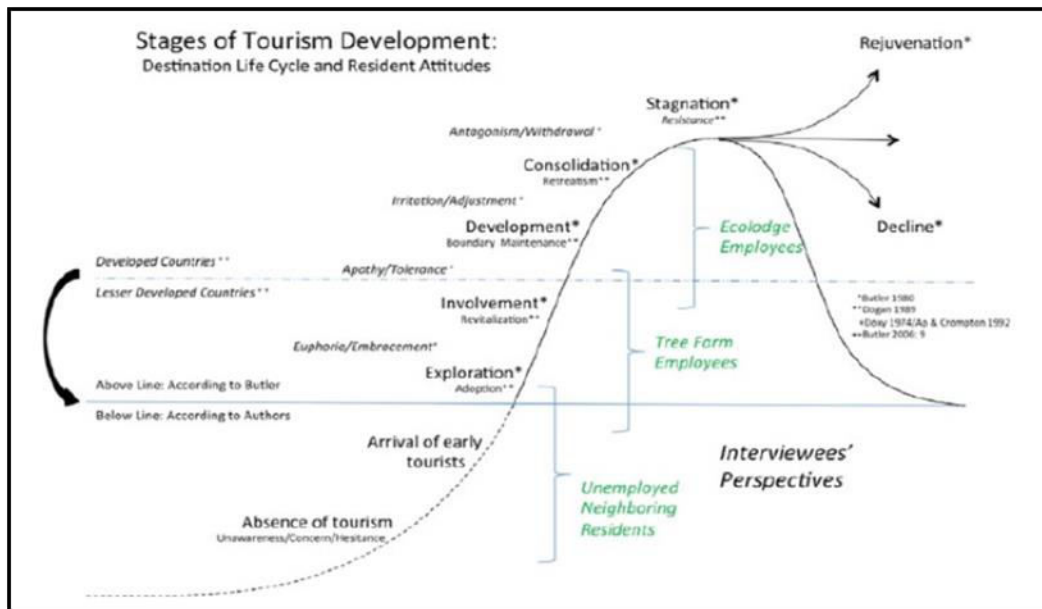 Stages of Tourism Development:
Destination Life Cycle and Resident Attitudes
Rejuvenation*
Stagnation*
Resistance**
Antagonism/Withdrawal+
Consolidation*
Retreatism**
Irritation/Adjustment+
Development*
Boundary Maintenance**
Ecolodge
Employees
Decline*
Developed Countries
Apathy/Tolerance+
Lesser Developed Countries
Involvement*
Revitalization**
*Butler 1980
**Dogan 1989
+Doxy 1974/Ap & Crompton 1992
Butler 2006: 9
Euphoria/Embracement+
Tree Farm
Employees
Exploration*
Adoption**
Above Line: According to Butler
Below Line: According to Authors
Arrival of early
tourists
Interviewees'
Perspectives
Unemployed
Neighboring
Residents
Absence of tourism
Unawareness/Concern/Hesitance